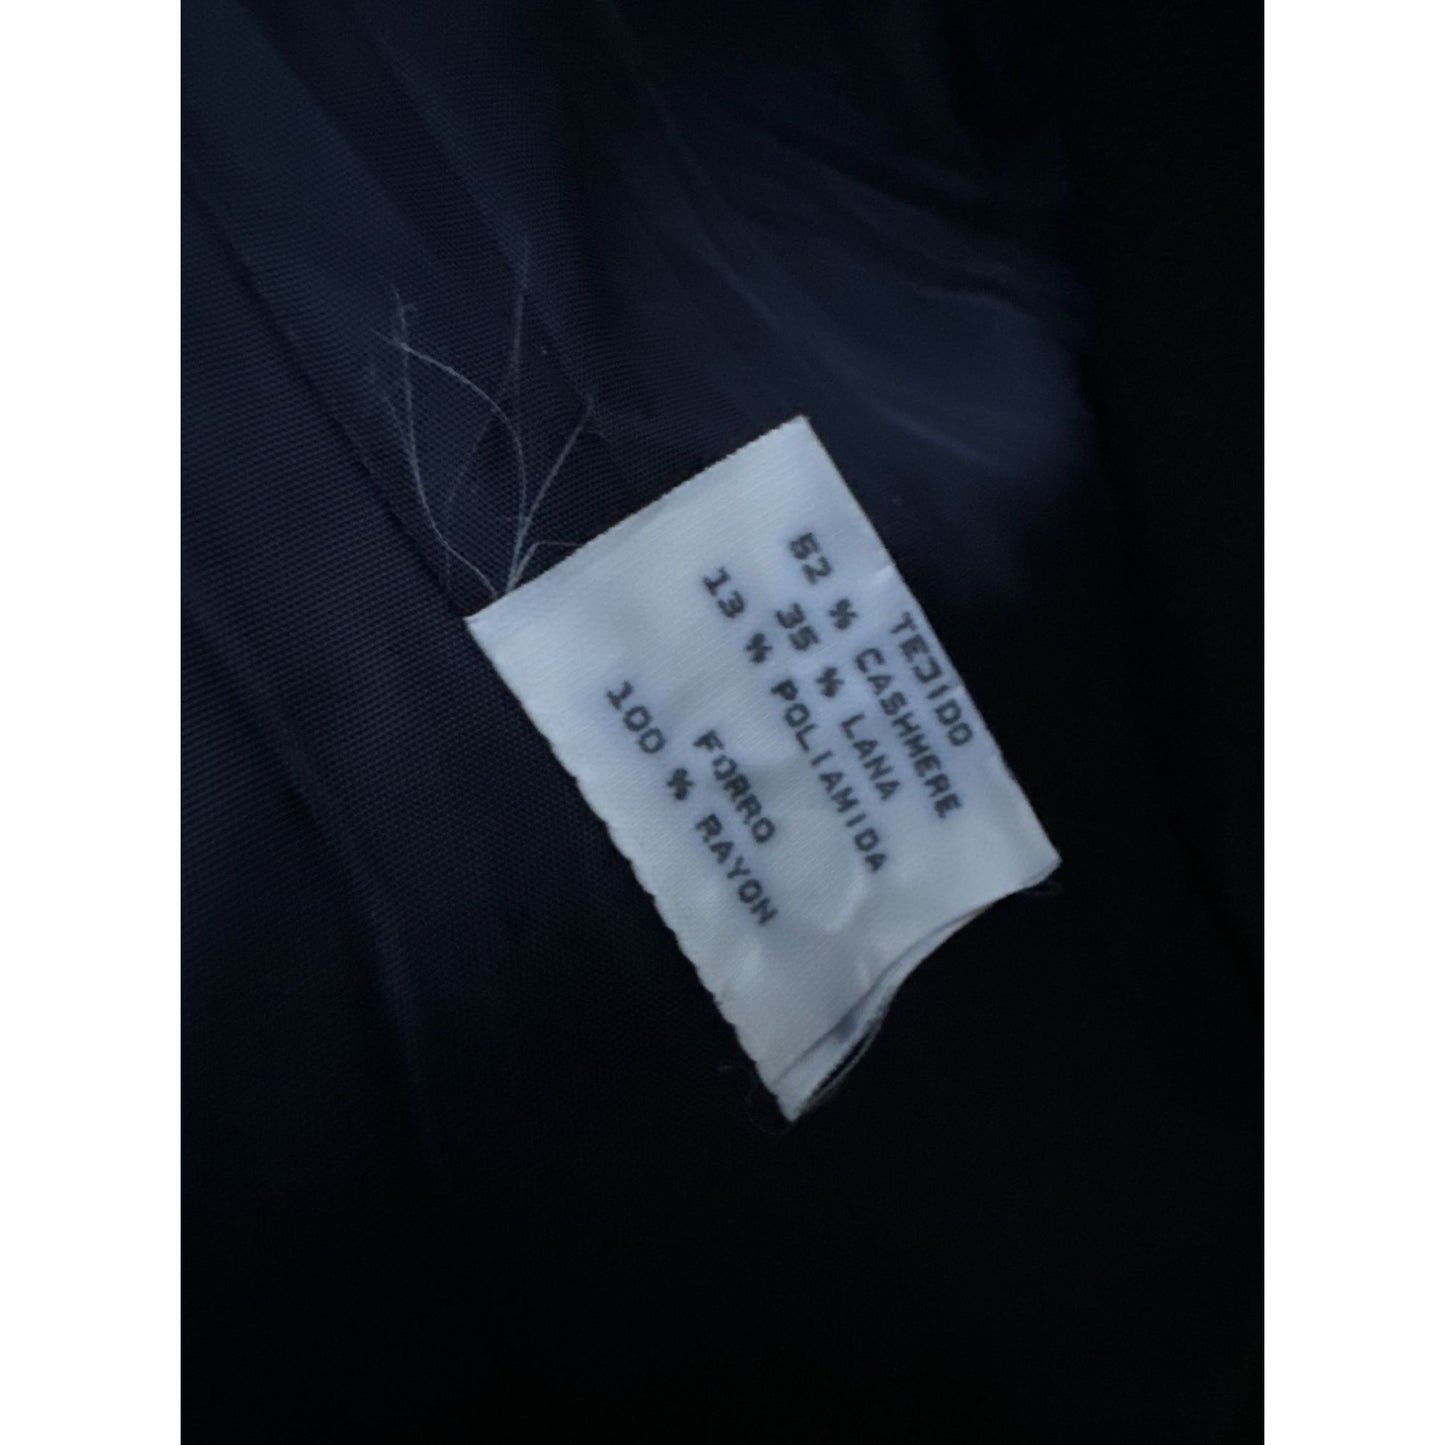 TEJIDO
52 % CASHMERE
35 % LANA
13 % POLIAMIDA
FORRO
100 % RAYON